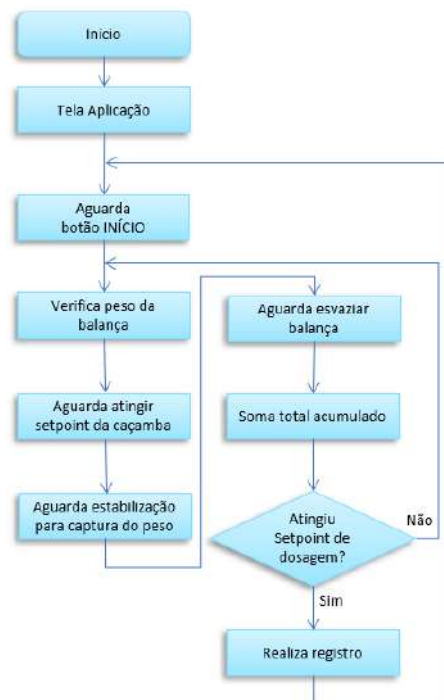 Início
Tela Aplicação
Aguarda
botão INÍCIO
Verifica peso da
balança
Aguarda atingir
setpoint da caçamba
Aguarda estabilização
para captura do peso
Aguarda esvaziar
balança
Soma total acumulado
Atingiu
Setpoint de
dosagem?
Não
Sim
Realiza registro